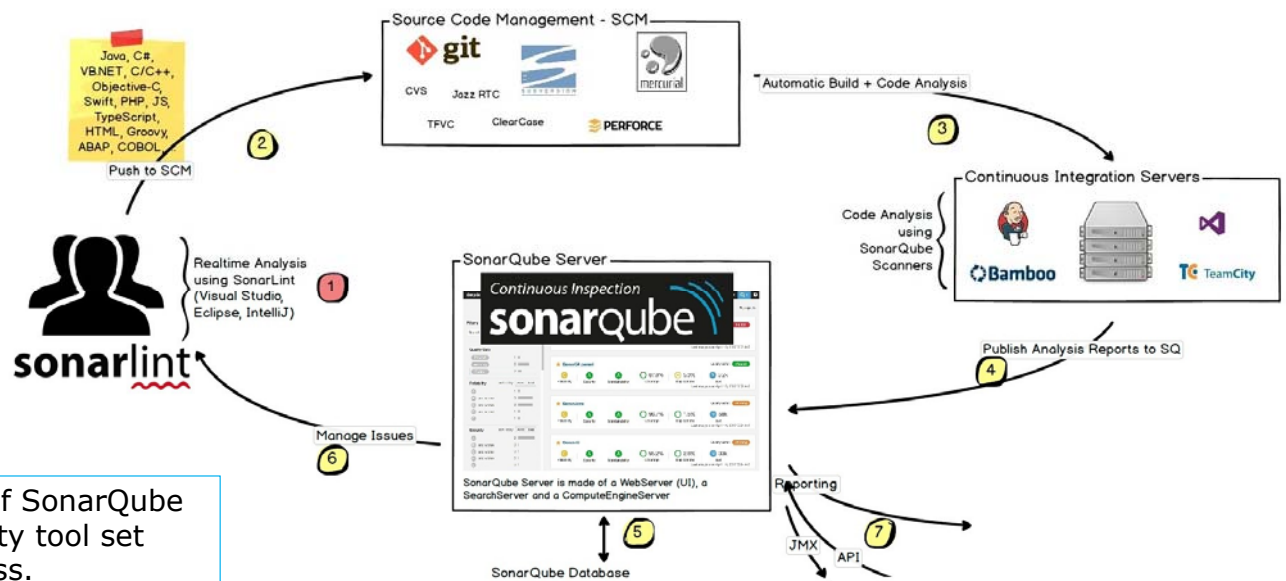 Source Code Management - SCM
git
SUBVERSION
mercurial
CVS
Jazz RTC
TFVC
ClearCase
PERFORCE
Java, C#,
VB.NET, C/C++,
Objective-C,
Swift, PHP, JS,
TypeScript,
HTML, Groovy,
ABAP, COBOL,...
Push to SCM
2
Automatic Build + Code Analysis
3
Continuous Integration Servers
Code Analysis
using
SonarQube
Scanners
Bamboo
TC TeamCity
Realtime Analysis
using SonarLint
(Visual Studio,
Eclipse, IntelliJ)
1
sonarlint
SonarQube Server
Continuous Inspection
sonarqube
SonarQube Server is made of a WebServer (UI), a
SearchServer and a ComputeEngineServer
Publish Analysis Reports to SQ
4
Manage Issues
6
5
SonarQube Database
Reporting
7
JMX
API
f SonarQube
ty tool set
ss.